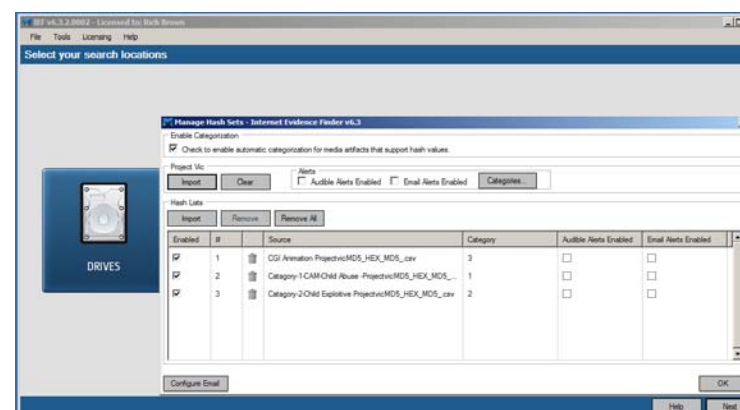 IEF v6.3.2.0002 - Licensed to: Rich Brown
File Tools Licensing Help
Select your search locations
Manage Hash Sets - Internet Evidence Finder v6.3
Enable Categorization
Check to enable automatic categorization for media artifacts that support hash values.
Project Vic
Alerts
Import Clear Audible Alerts Enabled Email Alerts Enabled Categories...
Hash Lists
Import Remove Remove All
Enabled # Source Category Audible Alerts Enabled Email Alerts Enabled
1 CGI Animation ProjectvicMD5_HEX_MD5_.csv 3
2 Catagory-1-CAM-Child Abuse -ProjectvicMD5_HEX_MD5_... 1
3 Catagory-2-Child Exploitive ProjectvicMD5_HEX_MD5_.csv 2
DRIVES
Configure Email OK
Help Next